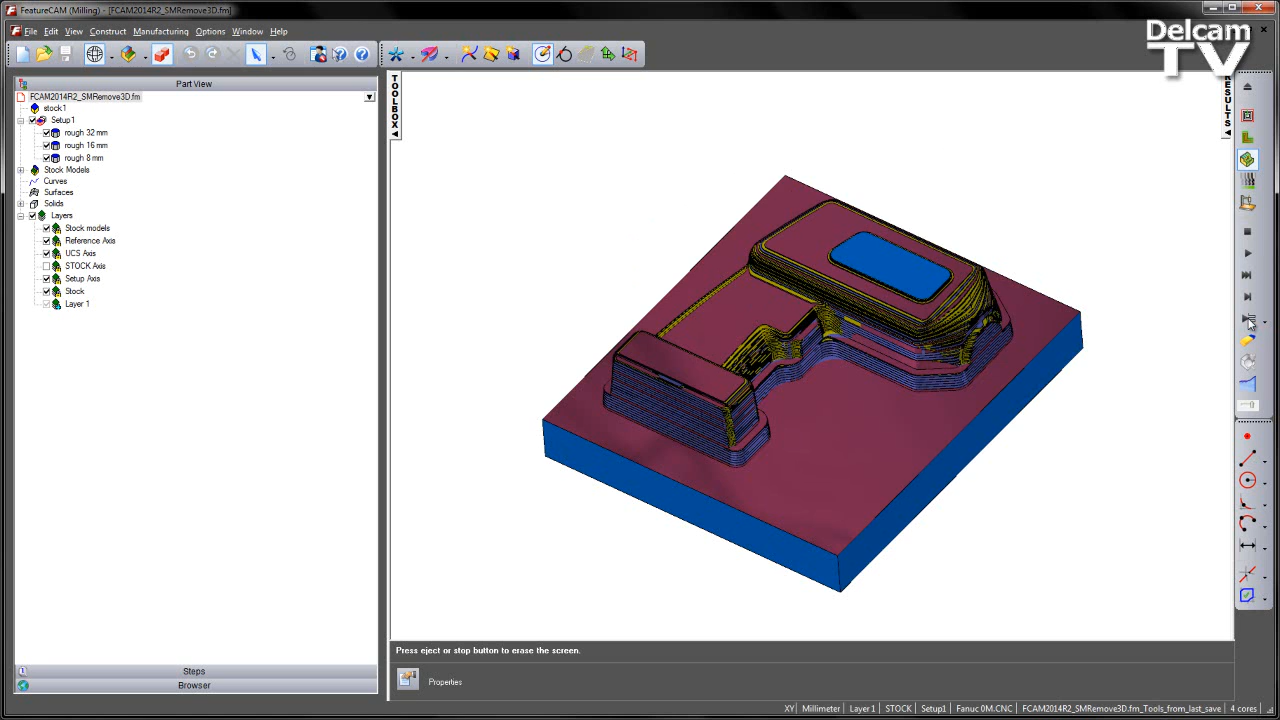 FeatureCAM (Milling) - [FCAM2014R2_SMRemove3D.fm]
File Edit View Construct Manufacturing Options Window Help
Delcam
TV
Part View
FCAM2014R2_SMRemove3D.fm
stock1
Setup1
rough 32 mm
rough 16 mm
rough 8 mm
Stock Models
Curves
Surfaces
Solids
Layers
Stock models
Reference Axis
UCS Axis
STOCK Axis
Setup Axis
Stock
Layer 1
TOOLBOX
RESULTS
Steps
Browser
Press eject or stop button to erase the screen.
Properties
XY Millimeter Layer1 STOCK Setup1 Fanuc 0M.CNC FCAM2014R2_SMRemove3D.fm_Tools_from_last_save 4 cores